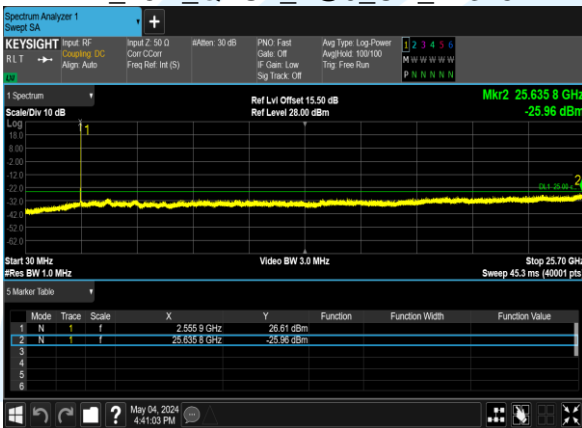 Spectrum Analyzer 1
Swept SA
+
KEYSIGHT Input: RF Input Z: 50 Ω #Atten: 30 dB PNO: Fast Avg Type: Log-Power 1 2 3 4 5 6
R L T Coupling: DC Corr CCorr Gate: Off Avg|Hold: 100/100 M W W W W W
Align: Auto Freq Ref: Int (S) IF Gain: Low Trig: Free Run
Sig Track: Off P N N N N N
LW
1 Spectrum Ref Lvl Offset 15.50 dB Mkr2 25.635 8 GHz
Scale/Div 10 dB Ref Level 28.00 dBm -25.96 dBm
Log
18.0 1
8.00
-2.00
-12.0 2
-22.0 DL1 -25.00
-32.0
-42.0
-52.0
-62.0
Start 30 MHz Video BW 3.0 MHz Stop 25.70 GHz
#Res BW 1.0 MHz Sweep 45.3 ms (40001 pts
5 Marker Table
Mode Trace Scale X Y Function Function Width Function Value
1 N 1 f 2.555 9 GHz 26.61 dBm
2 N 1 f 25.635 8 GHz -25.96 dBm
3
4
5
6
? May 04, 2024
4:41:03 PM